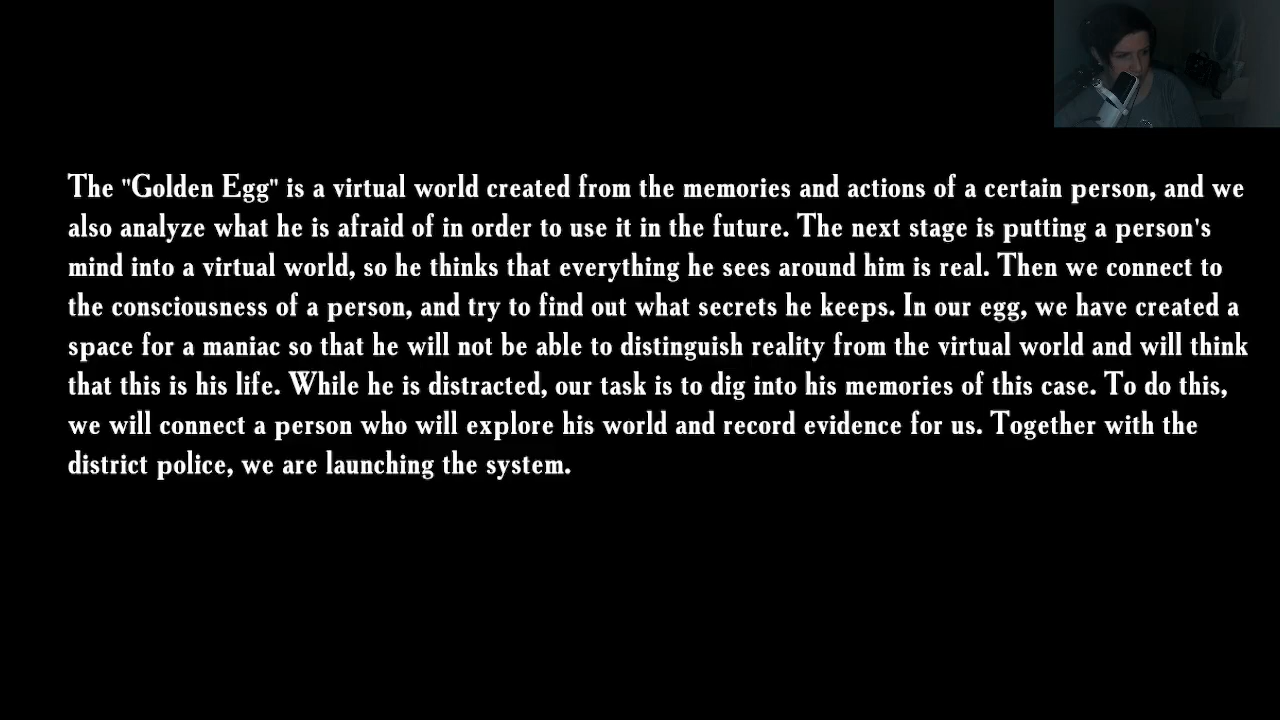 The "Golden Egg" is a virtual world created from the memories and actions of a certain person, and we
also analyze what he is afraid of in order to use it in the future. The next stage is putting a person's
mind into a virtual world, so he thinks that everything he sees around him is real. Then we connect to
the consciousness of a person, and try to find out what secrets he keeps. In our egg, we have created a
space for a maniac so that he will not be able to distinguish reality from the virtual world and will think
that this is his life. While he is distracted, our task is to dig into his memories of this case. To do this,
we will connect a person who will explore his world and record evidence for us. Together with the
district police, we are launching the system.